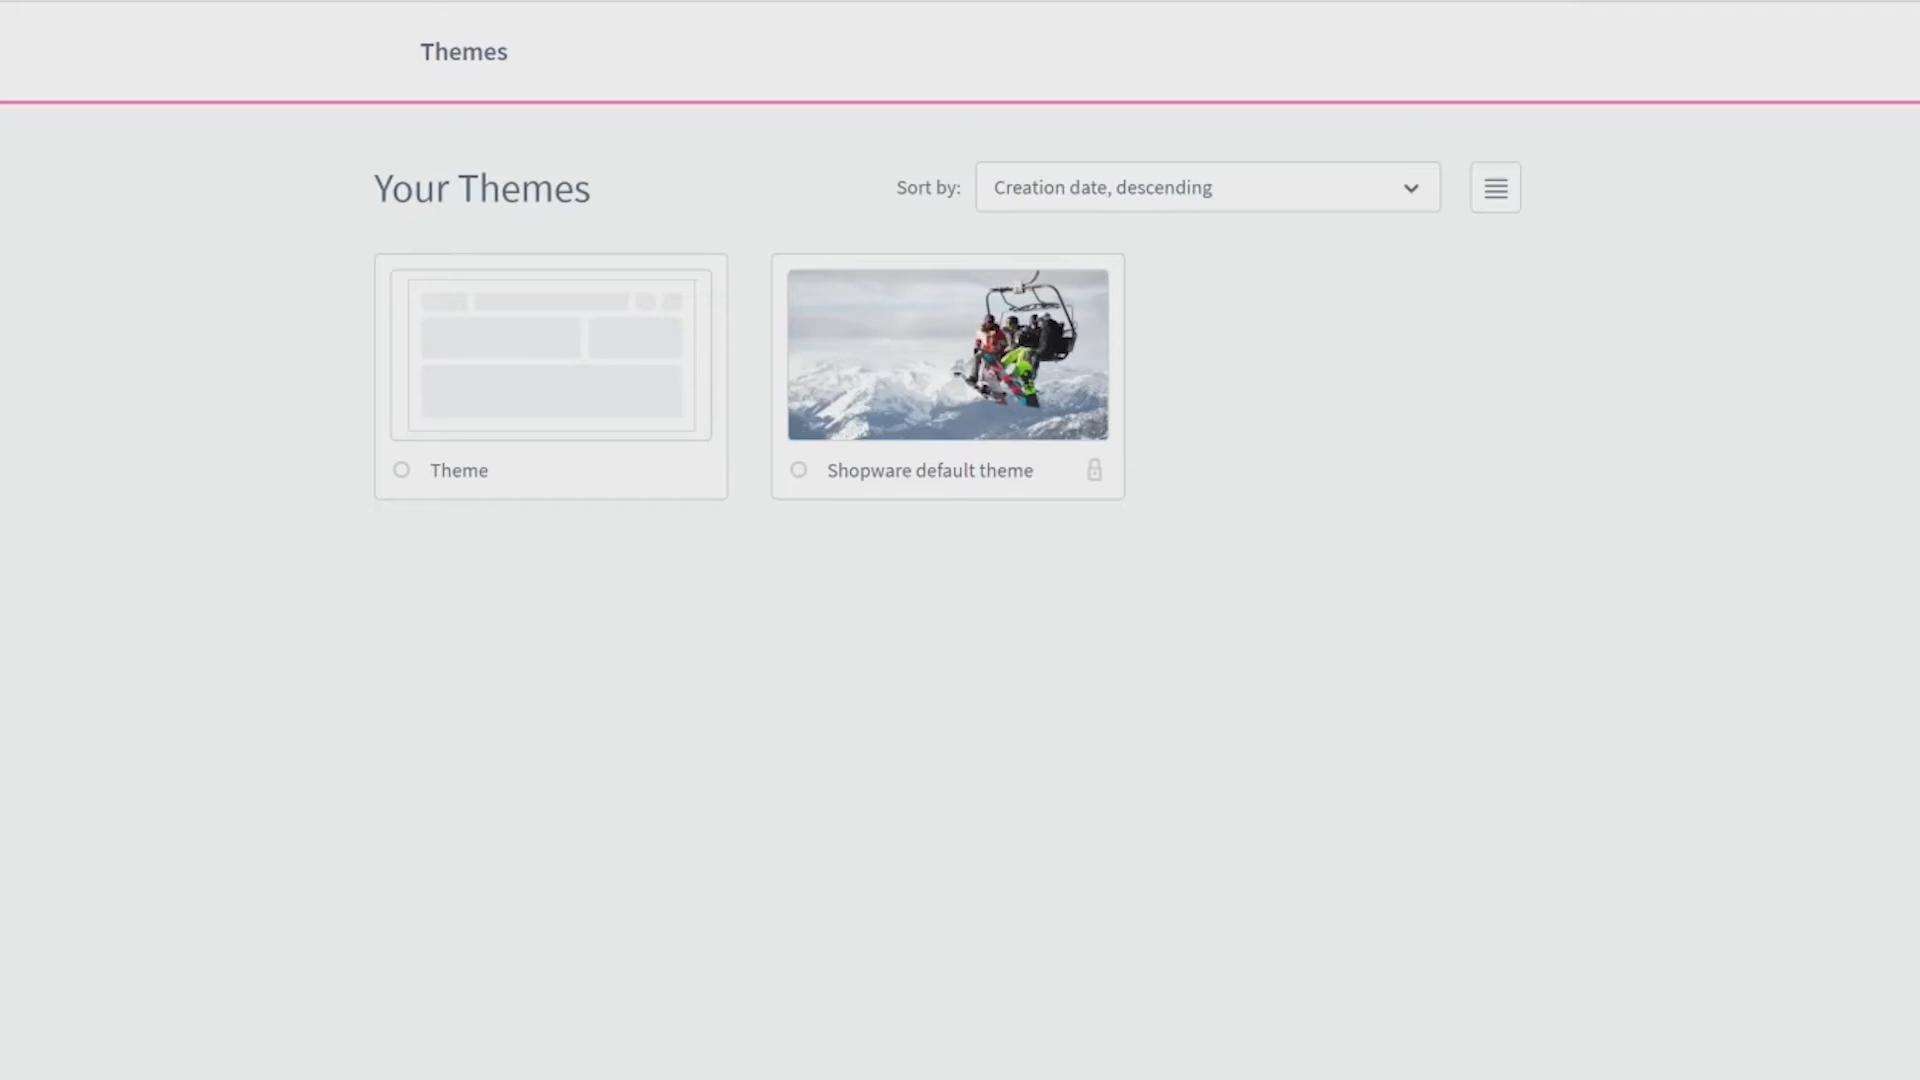 Themes
Your Themes
Sort by:
Creation date, descending
Theme
Shopware default theme